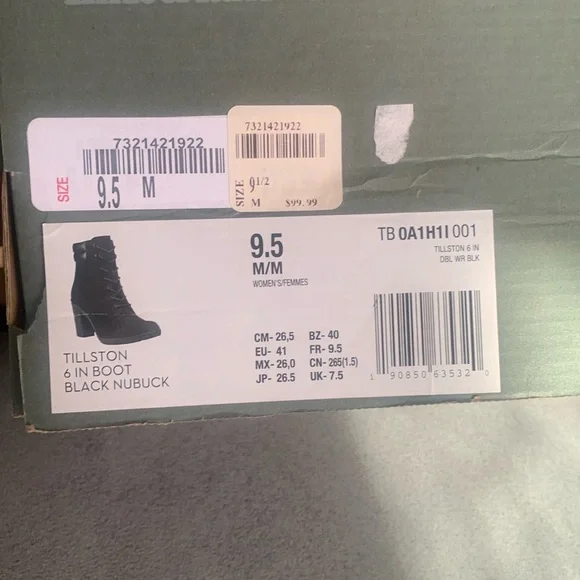 7321421922
SIZE
9.5 M
7321421922
SIZE
9 1/2
M $99.99
TILLSTON
6 IN BOOT
BLACK NUBUCK
9.5
M/M
WOMEN'S/FEMMES
CM- 26,5 BZ- 40
EU- 41 FR- 9.5
MX- 26,0 CN- 265(1.5)
JP- 26.5 UK- 7.5
TB 0A1H1I 001
TILLSTON 6 IN
DBL WR BLK
1 90850 63532 0